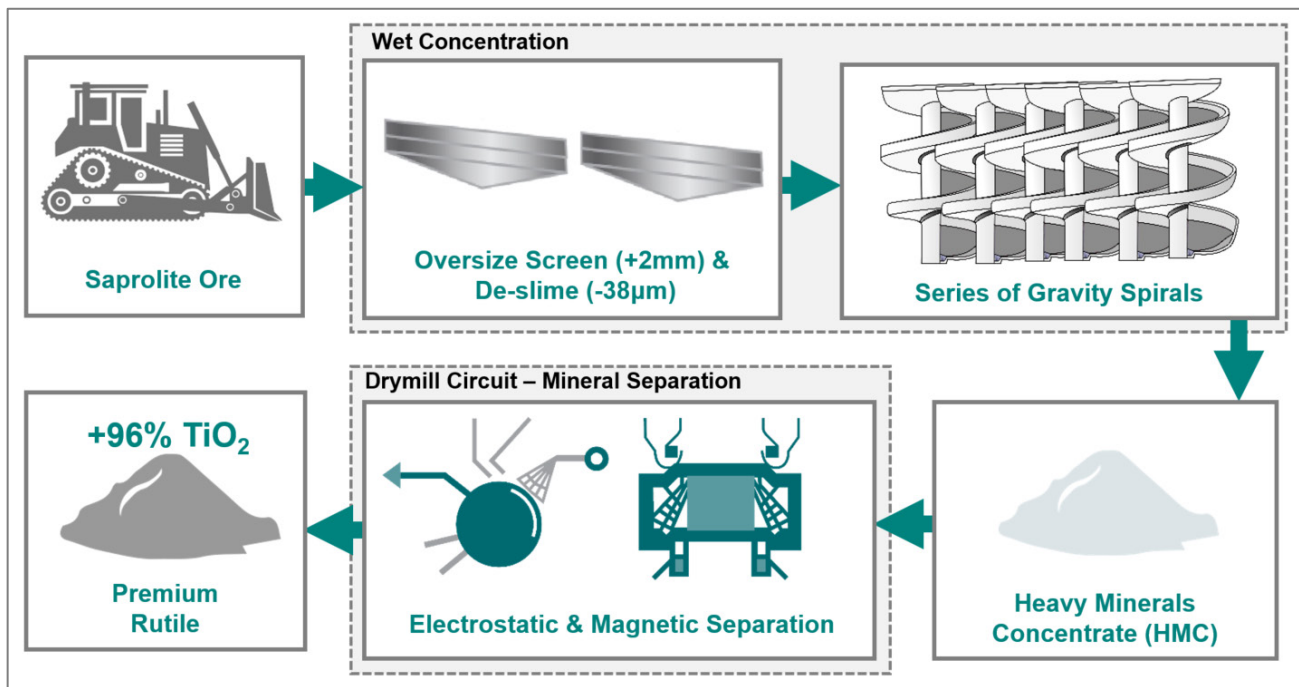 Wet Concentration
Saprolite Ore
Oversize Screen (+2mm) &
De-slime (-38µm)
Series of Gravity Spirals
Heavy Minerals
Concentrate (HMC)
Drymill Circuit – Mineral Separation
Electrostatic & Magnetic Separation
+96% TiO₂
Premium
Rutile